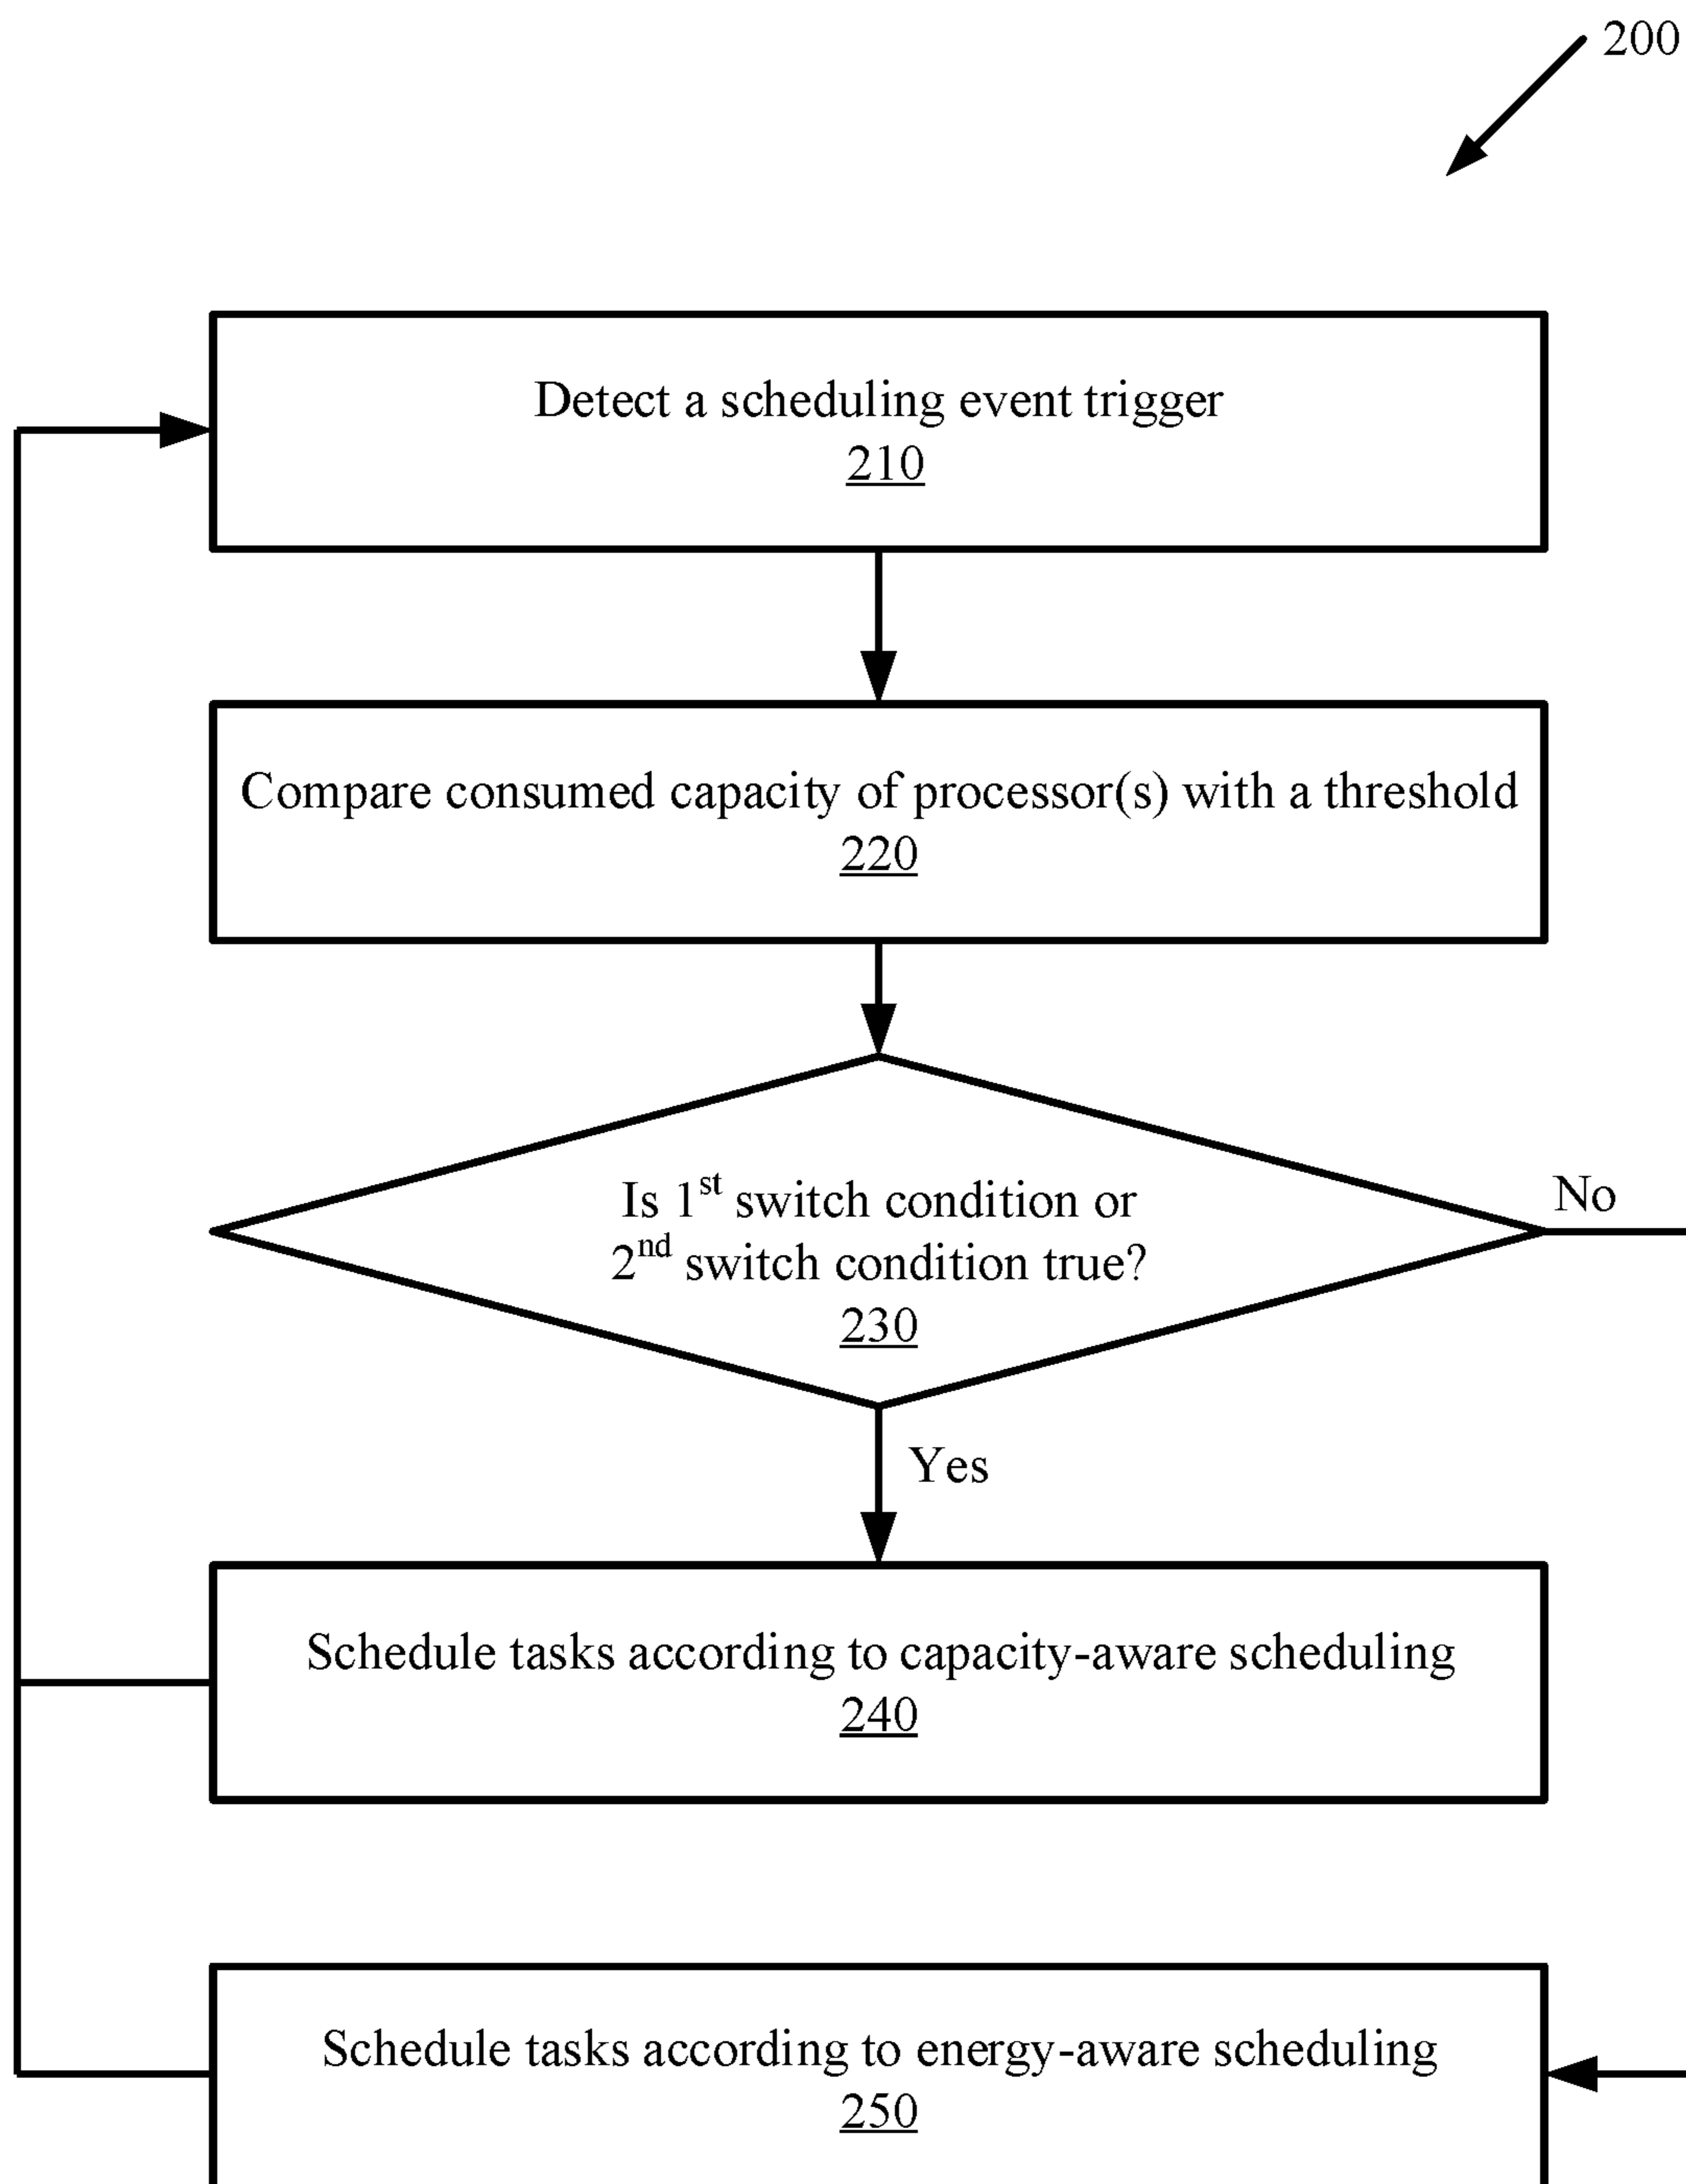 200
Detect a scheduling event trigger
210
Compare consumed capacity of processor(s) with a threshold
220
Is 1st switch condition or
2nd switch condition true?
230
No
Yes
Schedule tasks according to capacity-aware scheduling
240
Schedule tasks according to energy-aware scheduling
250